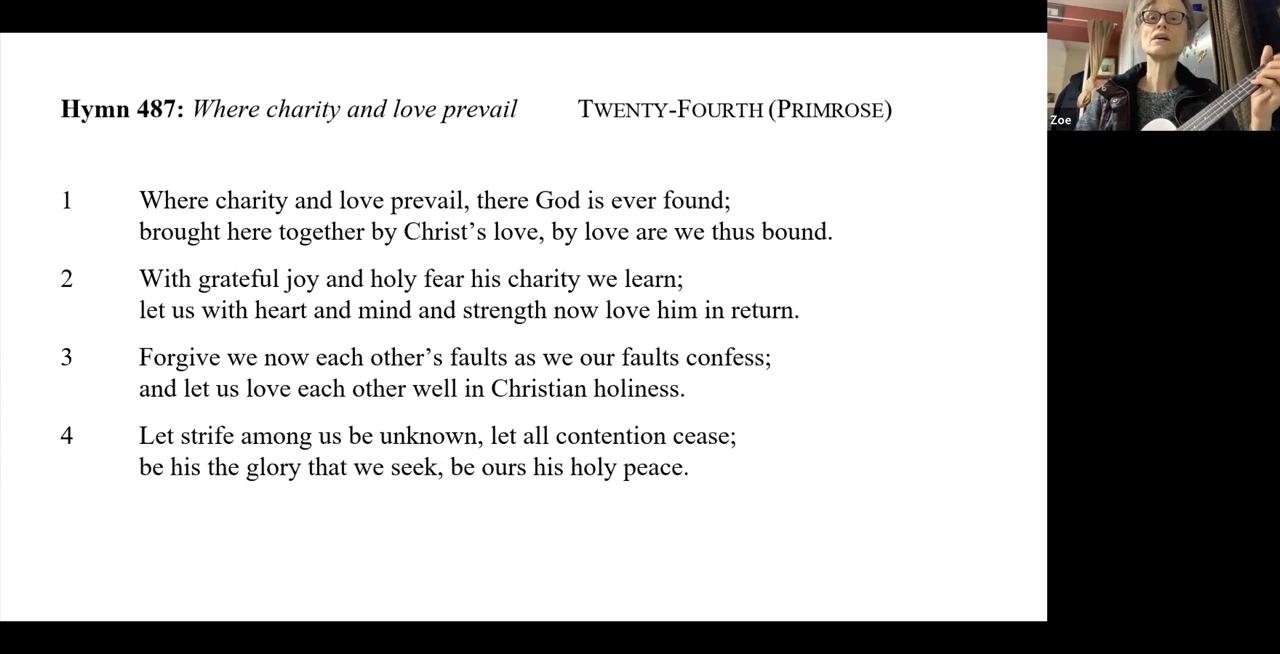 Hymn 487: Where charity and love prevail TWENTY-FOURTH (PRIMROSE)
Zoe
1 Where charity and love prevail, there God is ever found;
brought here together by Christ’s love, by love are we thus bound.
2 With grateful joy and holy fear his charity we learn;
let us with heart and mind and strength now love him in return.
3 Forgive we now each other’s faults as we our faults confess;
and let us love each other well in Christian holiness.
4 Let strife among us be unknown, let all contention cease;
be his the glory that we seek, be ours his holy peace.